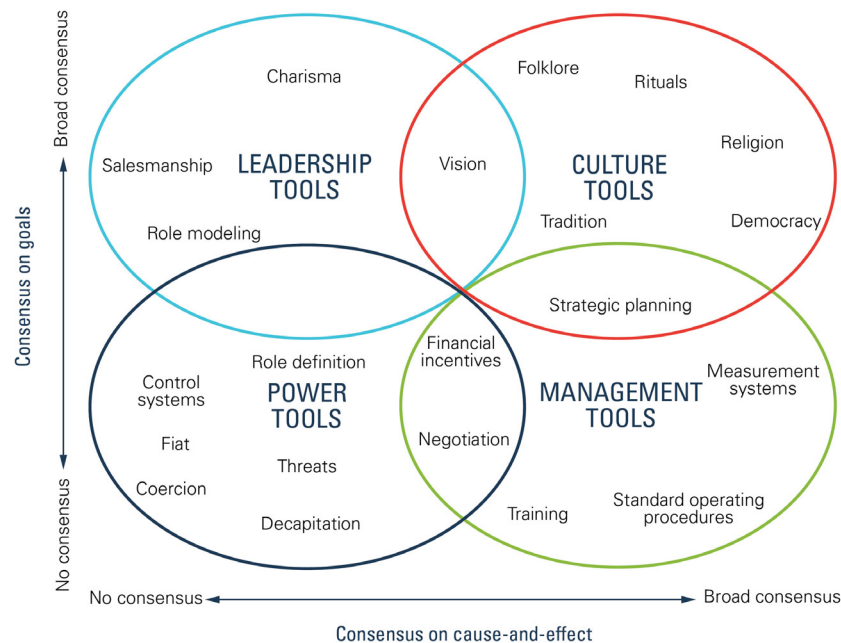 Broad consensus
Consensus on goals
No consensus
Charisma
Salesmanship
LEADERSHIP
TOOLS
Role modeling
Vision
Folklore
Rituals
Religion
CULTURE
TOOLS
Tradition
Democracy
Strategic planning
Financial
incentives
Role definition
Control
systems
POWER
TOOLS
Fiat
Threats
Coercion
Decapitation
Negotiation
Measurement
systems
MANAGEMENT
TOOLS
Training
Standard operating
procedures
No consensus
Broad consensus
Consensus on cause-and-effect